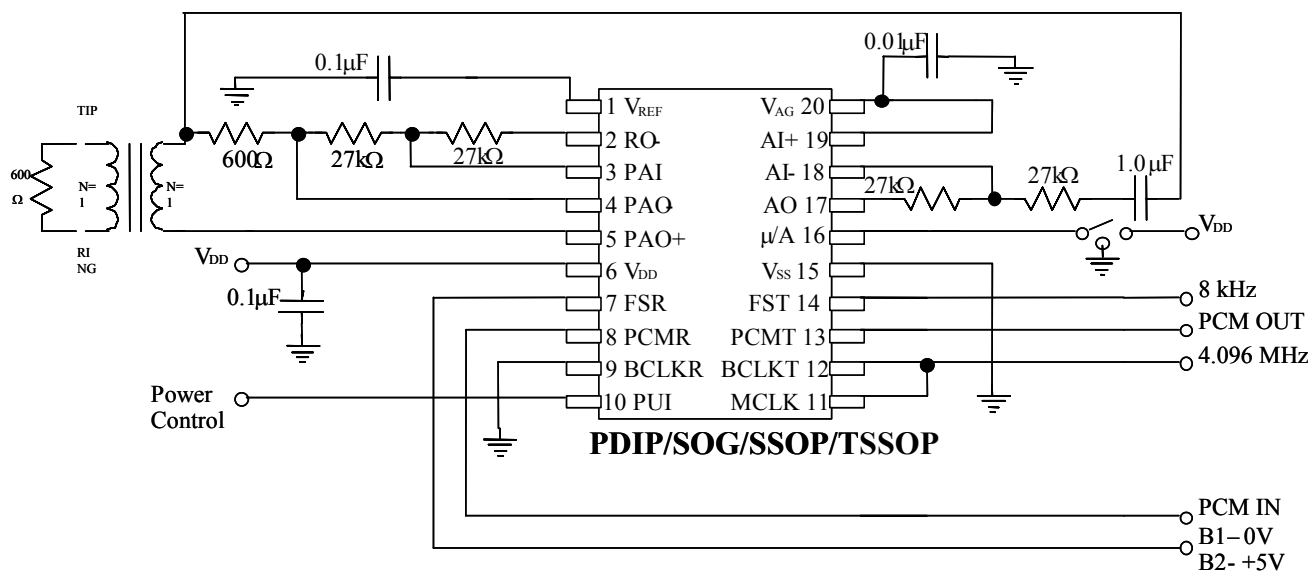 0.1µF
0.01µF
TIP
600
Ω
N=
1
N=
1
RI
NG
600Ω
27kΩ
27kΩ
1 VREF
2 RO-
3 PAI
4 PAO-
5 PAO+
6 VDD
7 FSR
8 PCMR
9 BCLKR
10 PUI
VAG 20
AI+ 19
AI- 18
AO 17
µ/A 16
VSS 15
FST 14
PCMT 13
BCLKT 12
MCLK 11
27kΩ
27kΩ
1.0µF
VDD
VDD
0.1µF
8 kHz
PCM OUT
4.096 MHz
Power
Control
PDIP/SOG/SSOP/TSSOP
PCM IN
B1– 0V
B2- +5V